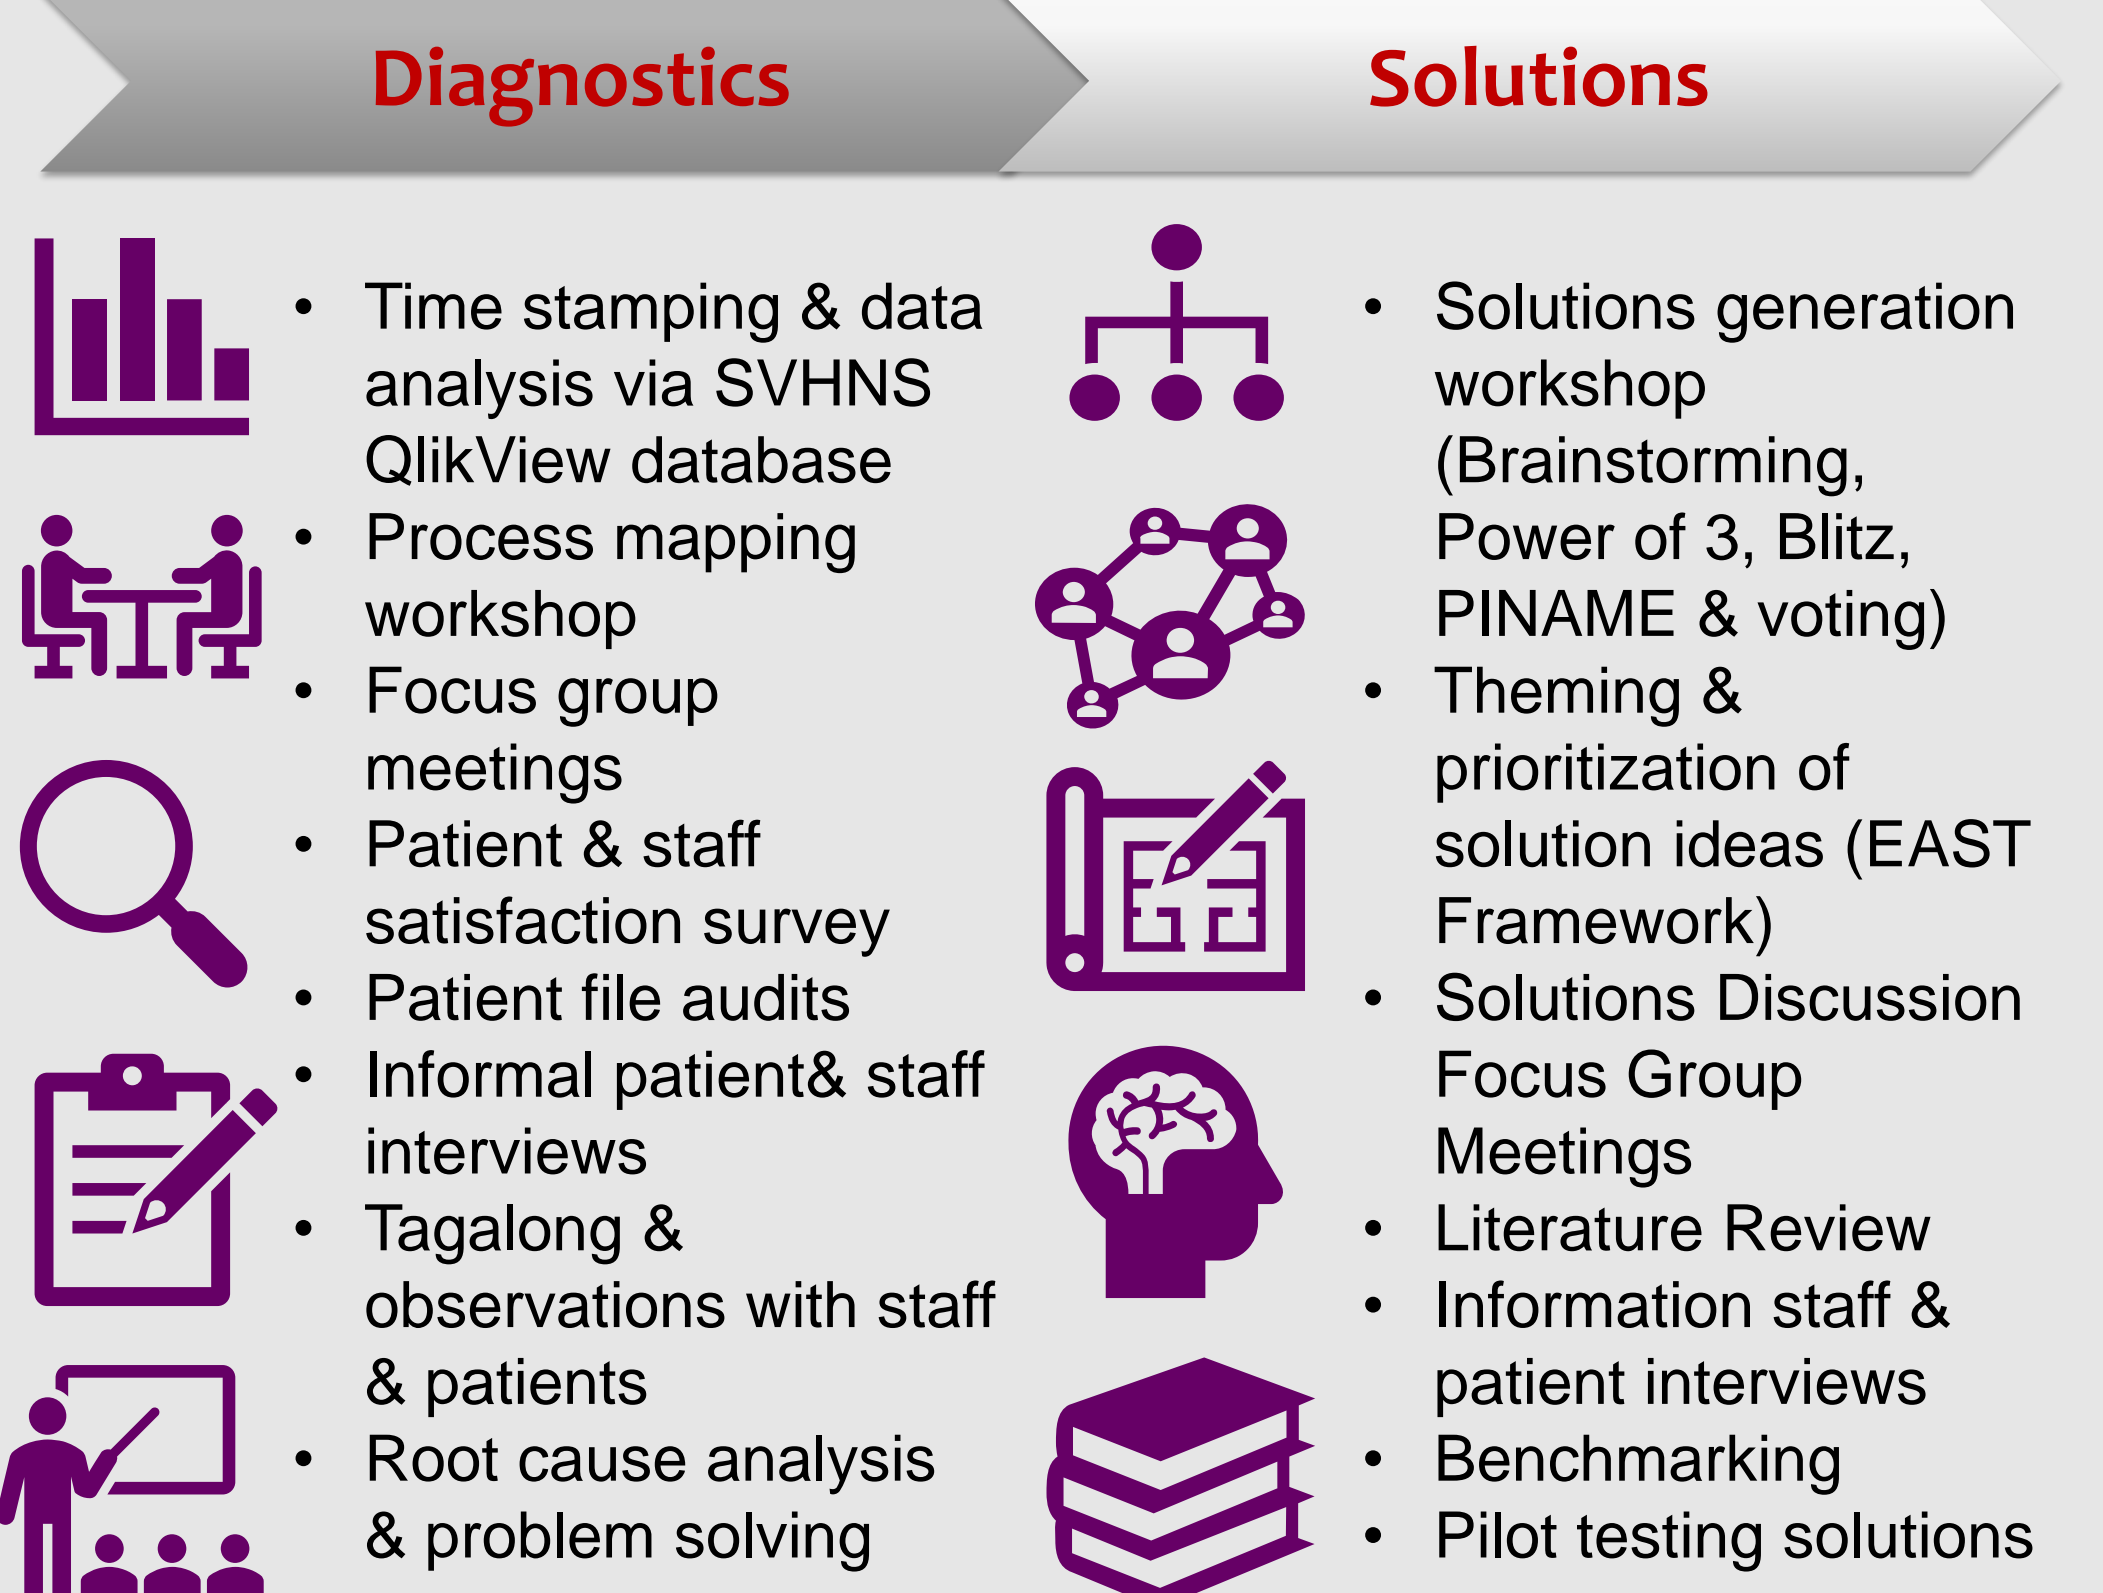 Diagnostics
• Time stamping & data
analysis via SVHNS
QlikView database
• Process mapping
workshop
• Focus group
meetings
• Patient & staff
satisfaction survey
• Patient file audits
• Informal patient& staff
interviews
• Tagalong &
observations with staff
& patients
• Root cause analysis
& problem solving
Solutions
• Solutions generation
workshop
(Brainstorming,
Power of 3, Blitz,
PINAME & voting)
• Theming &
prioritization of
solution ideas (EAST
Framework)
• Solutions Discussion
Focus Group
Meetings
• Literature Review
• Information staff &
patient interviews
• Benchmarking
• Pilot testing solutions